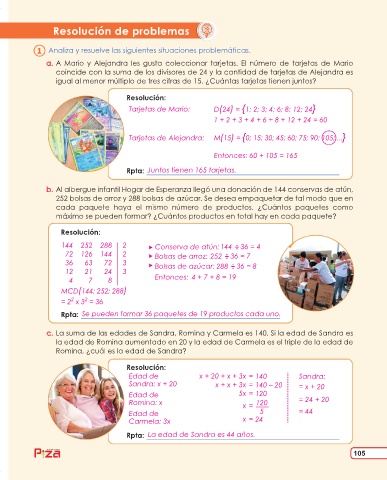 Resolución de problemas
1 Analiza y resuelve las siguientes situaciones problemáticas.
a. A Mario y Alejandra les gusta coleccionar tarjetas. El número de tarjetas de Mario
coincide con la suma de los divisores de 24 y la cantidad de tarjetas de Alejandra es
igual al menor múltiplo de tres cifras de 15. ¿Cuántas tarjetas tienen juntos?
Resolución:
Tarjetas de Mario: D(24) = {1; 2; 3; 4; 6; 8; 12; 24}
1 + 2 + 3 + 4 + 6 + 8 + 12 + 24 = 60
Tarjetas de Alejandra: M(15) = {0; 15; 30; 45; 60; 75; 90; 105;...}
Entonces: 60 + 105 = 165
Rpta: Juntos tienen 165 tarjetas.
b. Al albergue infantil Hogar de Esperanza llegó una donación de 144 conservas de atún,
252 bolsas de arroz y 288 bolsas de azúcar. Se desea empaquetar de tal modo que en
cada paquete haya el mismo número de productos. ¿Cuántos paquetes como
máximo se pueden formar? ¿Cuántos productos en total hay en cada paquete?
Resolución:
144 252 288 2
72 126 144 2
36 63 72 3
12 21 24 3
4 7 8
MCD(144; 252; 288)
= 2² x 3² = 36
▸ Conserva de atún: 144 ÷ 36 = 4
▸ Bolsas de arroz: 252 ÷ 36 = 7
▸ Bolsas de azúcar: 288 ÷ 36 = 8
Entonces: 4 + 7 + 8 = 19
Rpta: Se pueden formar 36 paquetes de 19 productos cada uno.
c. La suma de las edades de Sandra, Romina y Carmela es 140. Si la edad de Sandra es
la edad de Romina aumentado en 20 y la edad de Carmela es el triple de la edad de
Romina, ¿cuál es la edad de Sandra?
Resolución:
Edad de
Sandra: x + 20
Edad de
Romina: x
Edad de
Carmela: 3x
x + 20 + x + 3x = 140
x + x + 3x = 140 – 20
5x = 120
x = 120
5
x = 24
Sandra:
= x + 20
= 24 + 20
= 44
Rpta: La edad de Sandra es 44 años.
Pizza
105